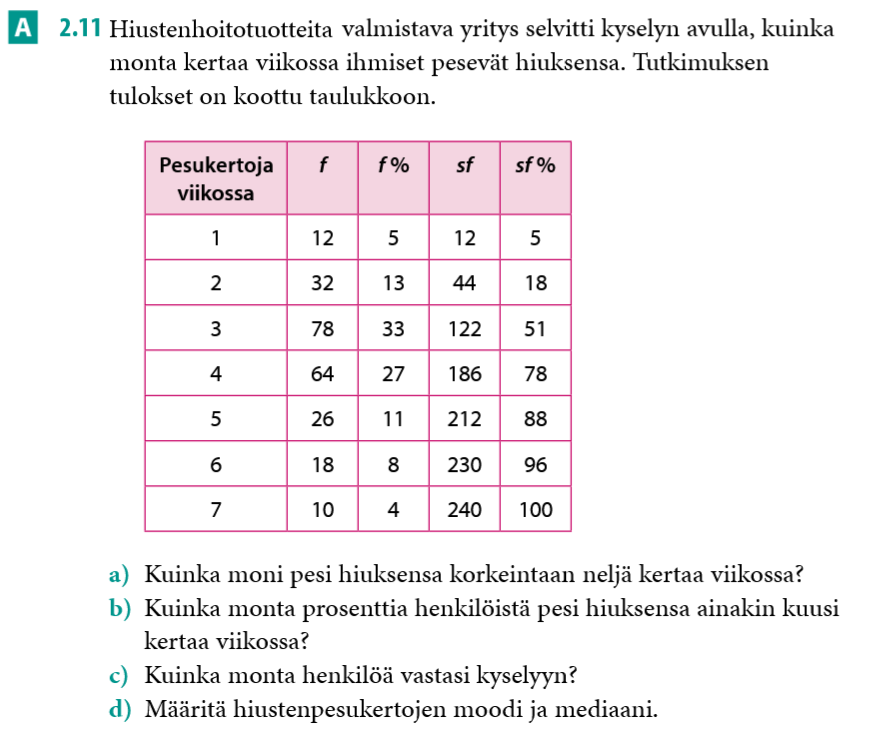 A 2.11 Hiustenhoitotuotteita valmistava yritys selvitti kyselyn avulla, kuinka
monta kertaa viikossa ihmiset pesevät hiuksensa. Tutkimuksen
tulokset on koottu taulukkoon.
Pesukertoja viikossa f f% sf sf%
1 12 5 12 5
2 32 13 44 18
3 78 33 122 51
4 64 27 186 78
5 26 11 212 88
6 18 8 230 96
7 10 4 240 100
a) Kuinka moni pesi hiuksensa korkeintaan neljä kertaa viikossa?
b) Kuinka monta prosenttia henkilöistä pesi hiuksensa ainakin kuusi
kertaa viikossa?
c) Kuinka monta henkilöä vastasi kyselyyn?
d) Määritä hiustenpesukertojen moodi ja mediaani.